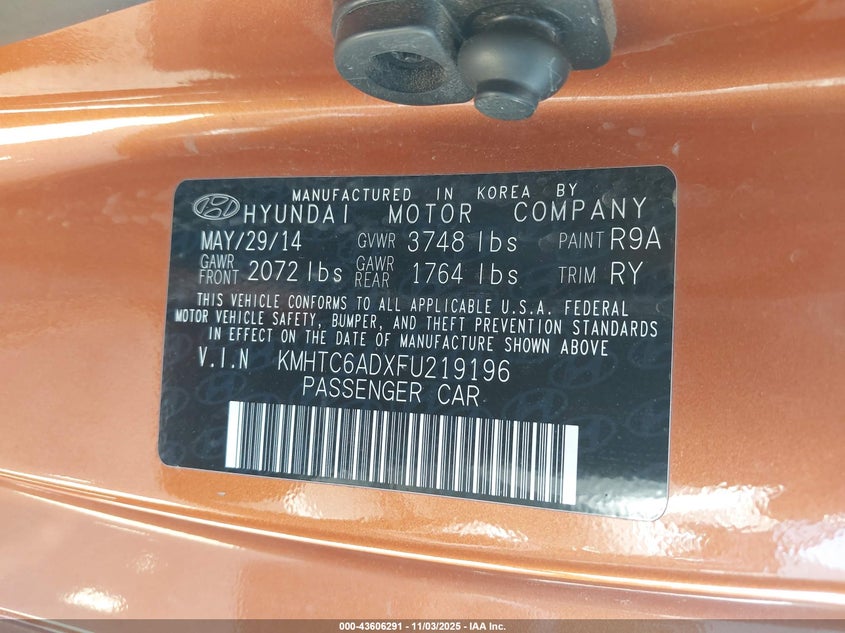 MANUFACTURED IN KOREA BY
HYUNDAI MOTOR COMPANY
MAY/29/14 GVWR 3748 lbs PAINT R9A
GAWR FRONT 2072 lbs GAWR REAR 1764 lbs TRIM RY
THIS VEHICLE CONFORMS TO ALL APPLICABLE U.S.A. FEDERAL
MOTOR VEHICLE SAFETY, BUMPER, AND THEFT PREVENTION STANDARDS
IN EFFECT ON THE DATE OF MANUFACTURE SHOWN ABOVE
V.I.N KMHTC6ADXFU219196
PASSENGER CAR
000-43606291 - 11/03/2025 - IAA Inc.